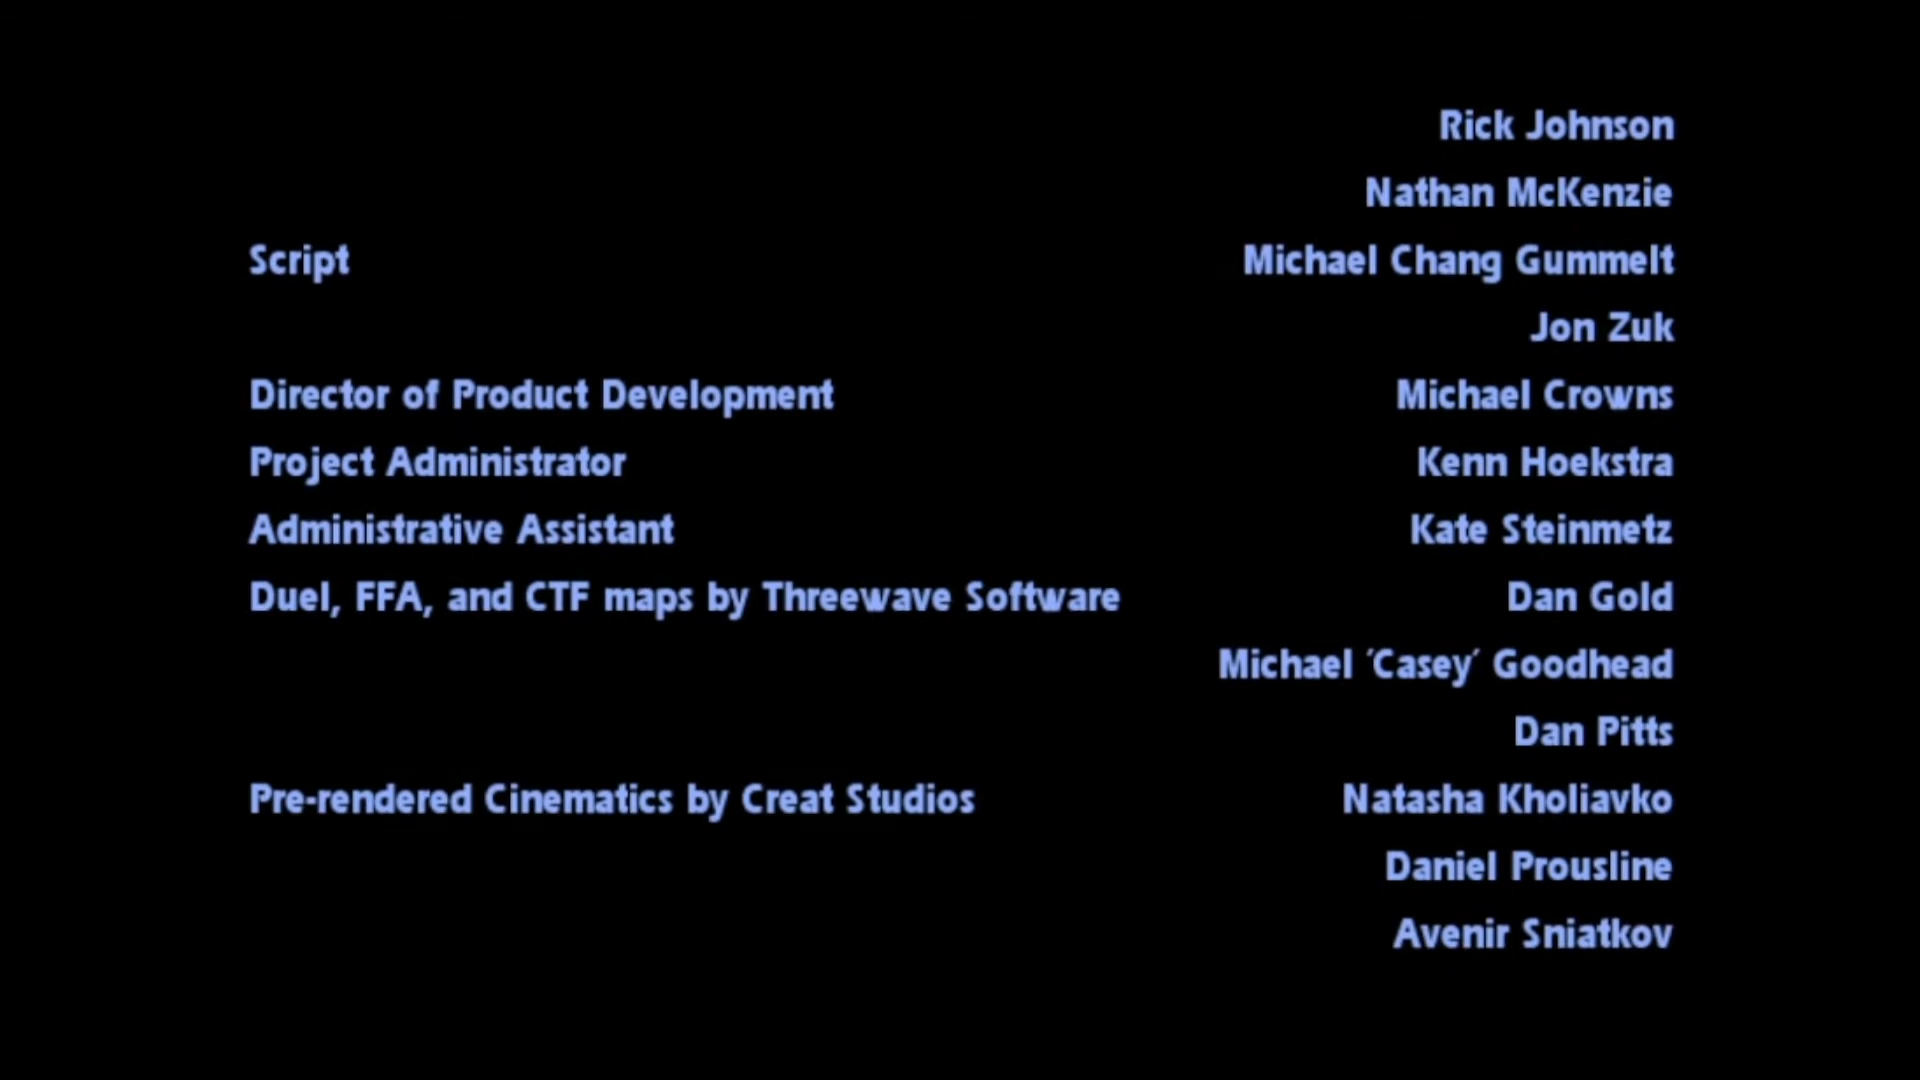 Rick Johnson
Nathan McKenzie
Script Michael Chang Gummelt
Jon Zuk
Director of Product Development Michael Crowns
Project Administrator Kenn Hoekstra
Administrative Assistant Kate Steinmetz
Duel, FFA, and CTF maps by Threewave Software Dan Gold
Michael 'Casey' Goodhead
Dan Pitts
Pre-rendered Cinematics by Creat Studios Natasha Kholiavko
Daniel Prousline
Avenir Sniatkov